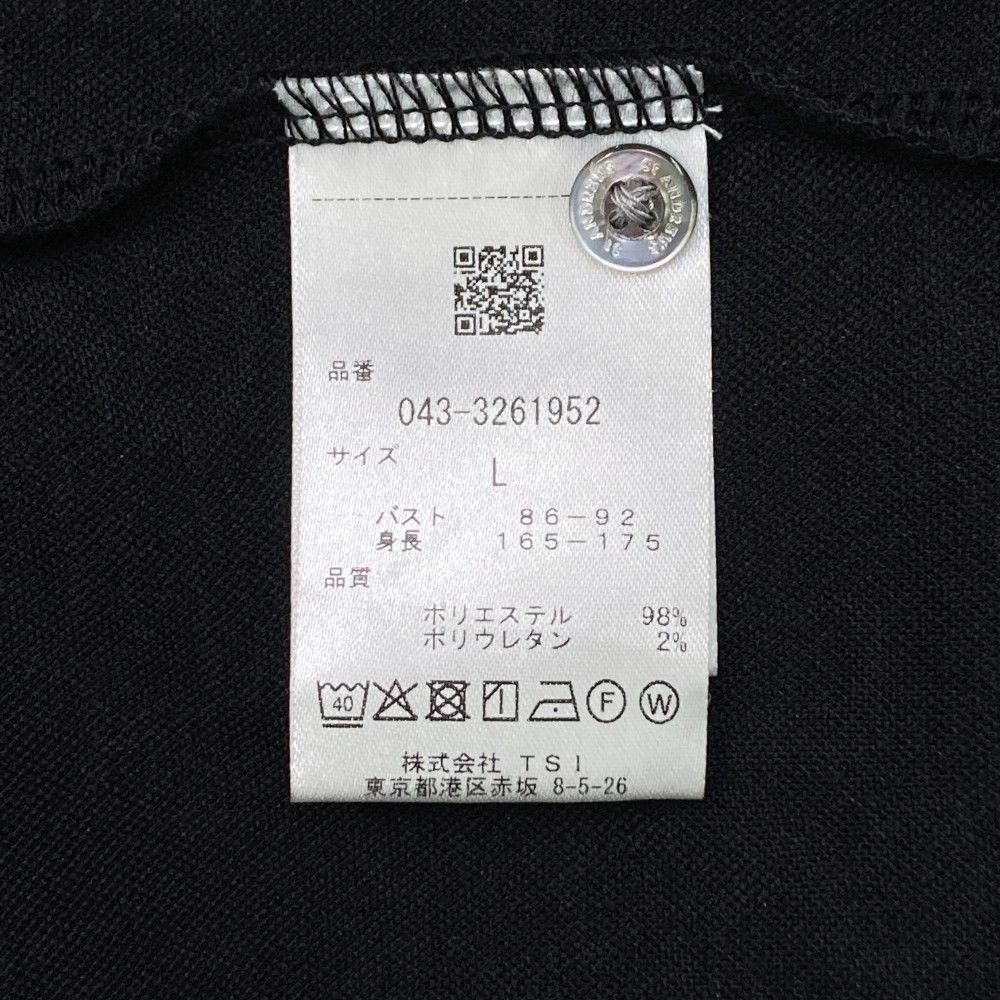 品番
043-3261952
サイズ
L
バスト 86-92
身長 165-175
品質
ポリエステル 98%
ポリウレタン 2%
40 1 F W
株式会社 TSI
東京都港区赤坂 8-5-26